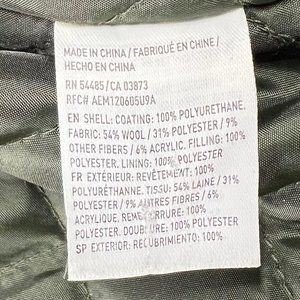 MADE IN CHINA / FABRIQUÉ EN CHINE /
HECHO EN CHINA
RN 54485/CA 03873
RFC# AEM120605U9A
EN SHELL: COATING: 100% POLYURETHANE.
FABRIC: 54% WOOL / 31% POLYESTER / 9%
OTHER FIBERS / 6% ACRYLIC. FILLING: 100%
POLYESTER. LINING: 100% POLYESTER
FR EXTÉRIEUR: REVÊTEMENT: 100%
POLYURÉTHANNE. TISSU: 54% LAINE / 31%
POLYESTER / 9% AUTRES FIBRES / 6%
ACRYLIQUE. REMBOURRURE: 100%
POLYESTER. DOUBLURE: 100% POLYESTER
SP EXTERIOR: RECUBRIMIENTO: 100%